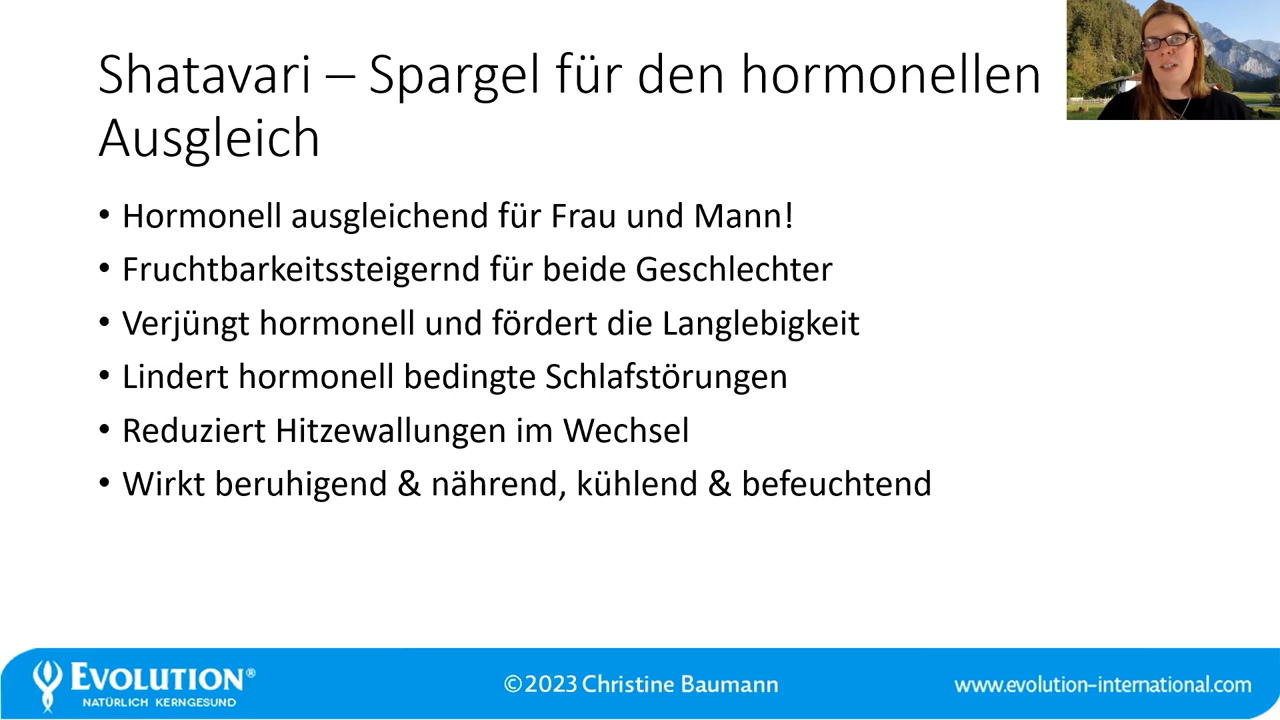 Shatavari – Spargel für den hormonellen
Ausgleich
• Hormonell ausgleichend für Frau und Mann!
• Fruchtbarkeitssteigernd für beide Geschlechter
• Verjüngt hormonell und fördert die Langlebigkeit
• Lindert hormonell bedingte Schlafstörungen
• Reduziert Hitzewallungen im Wechsel
• Wirkt beruhigend & nährend, kühlend & befeuchtend
EVOLUTION®
NATÜRLICH KERNGESUND
©2023 Christine Baumann
www.evolution-international.com